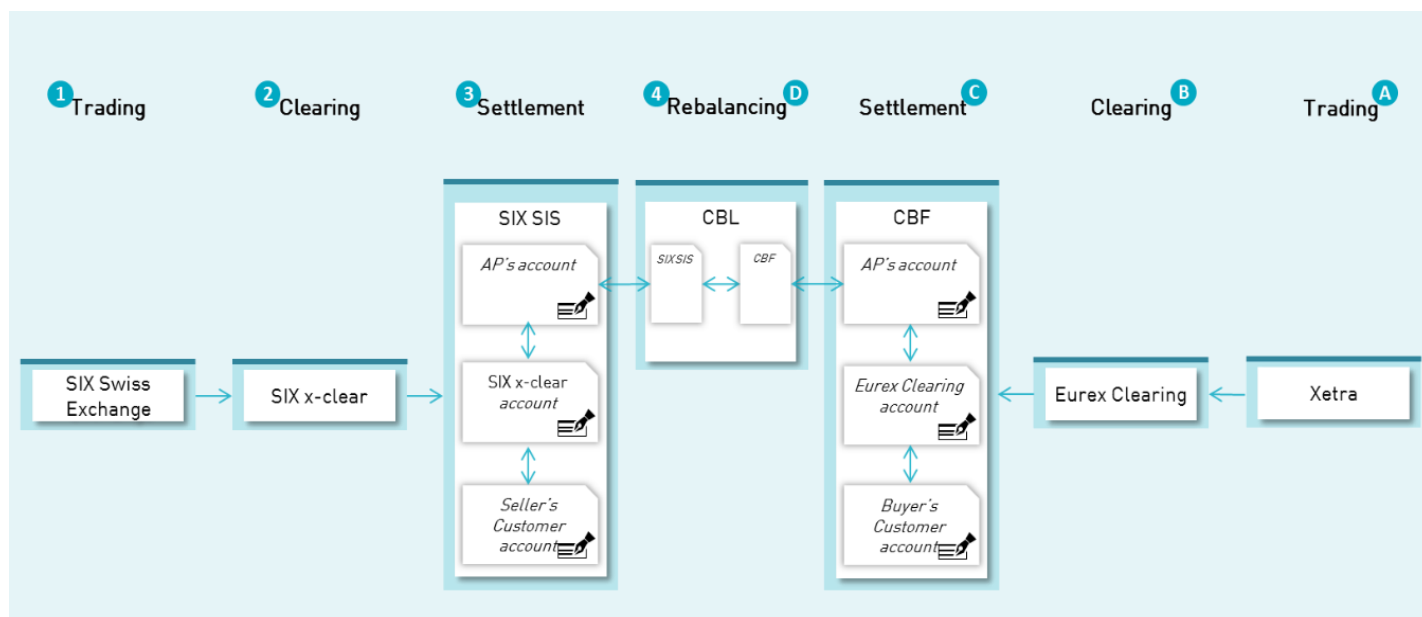 1 Trading
2 Clearing
3 Settlement
4 Rebalancing D
Settlement C
Clearing B
Trading A
SIX SIS
AP's account
SIX x-clear
account
Seller's
Customer
account
CBL
SIXSIS
CBF
CBF
AP's account
Eurex Clearing
account
Buyer's
Customer
account
SIX Swiss
Exchange
SIX x-clear
Eurex Clearing
Xetra